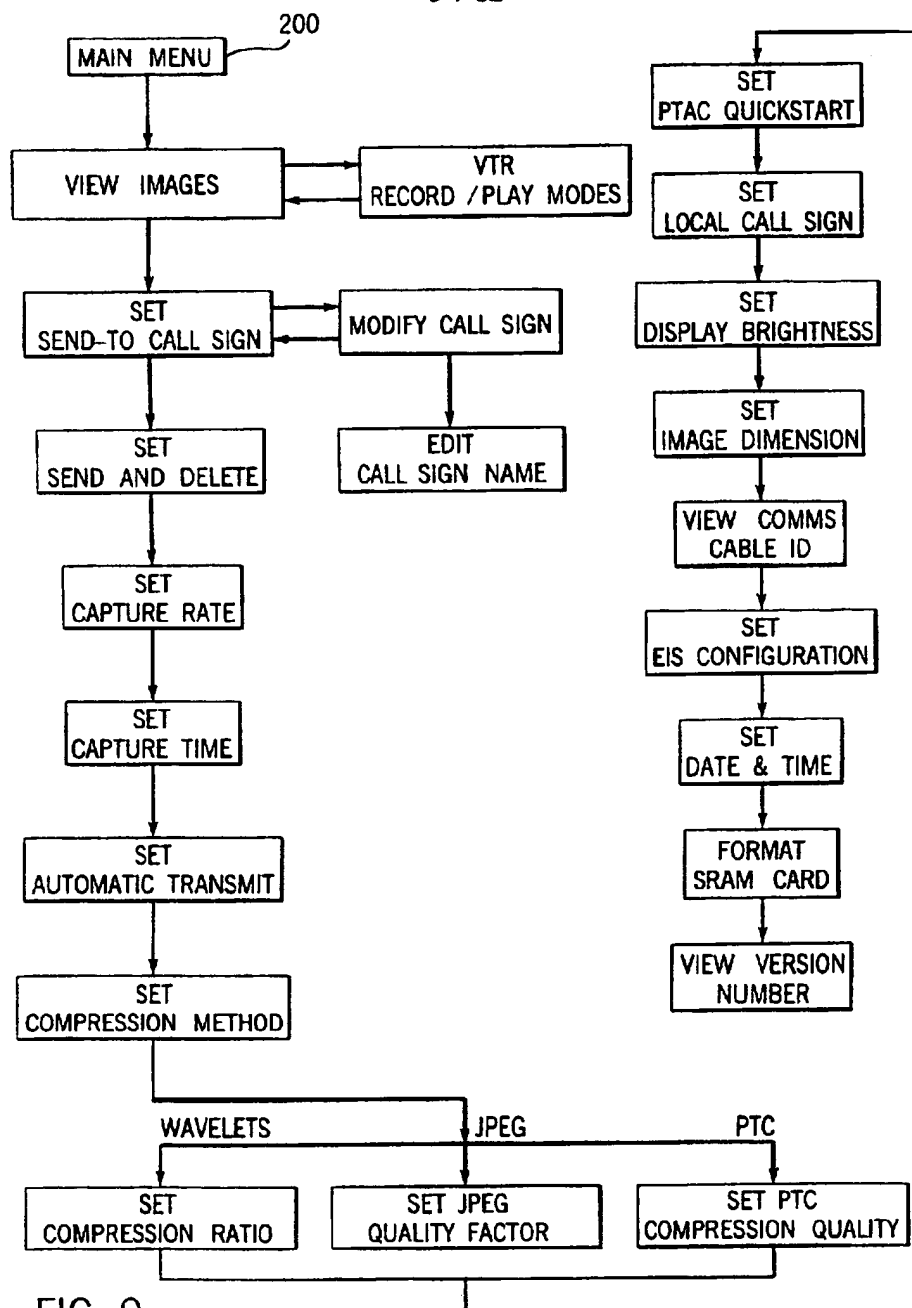 200
MAIN MENU
VIEW IMAGES
VTR
RECORD / PLAY MODES
SET
SEND-TO CALL SIGN
MODIFY CALL SIGN
EDIT
CALL SIGN NAME
SET
SEND AND DELETE
SET
CAPTURE RATE
SET
CAPTURE TIME
SET
AUTOMATIC TRANSMIT
SET
COMPRESSION METHOD
WAVELETS
JPEG
PTC
SET
COMPRESSION RATIO
SET JPEG
QUALITY FACTOR
SET PTC
COMPRESSION QUALITY
SET
PTAC QUICKSTART
SET
LOCAL CALL SIGN
SET
DISPLAY BRIGHTNESS
SET
IMAGE DIMENSION
VIEW COMMS
CABLE ID
SET
EIS CONFIGURATION
SET
DATE & TIME
FORMAT
SRAM CARD
VIEW VERSION
NUMBER